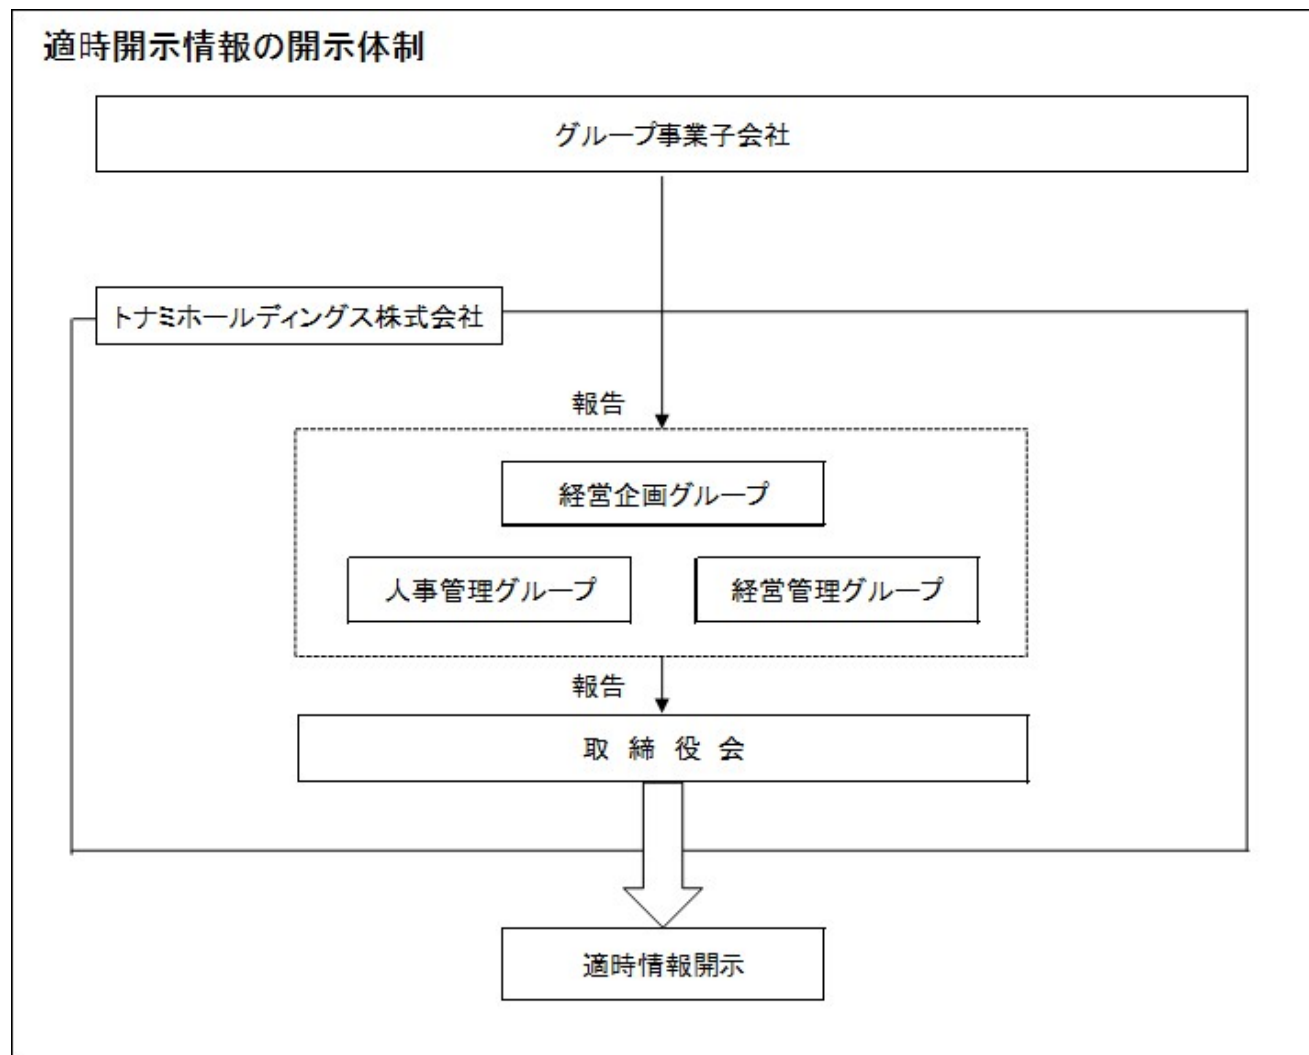 適時開示情報の開示体制
グループ事業子会社
トナミホールディングス株式会社
報告
経営企画グループ
人事管理グループ
経営管理グループ
報告
取 締 役 会
適時情報開示